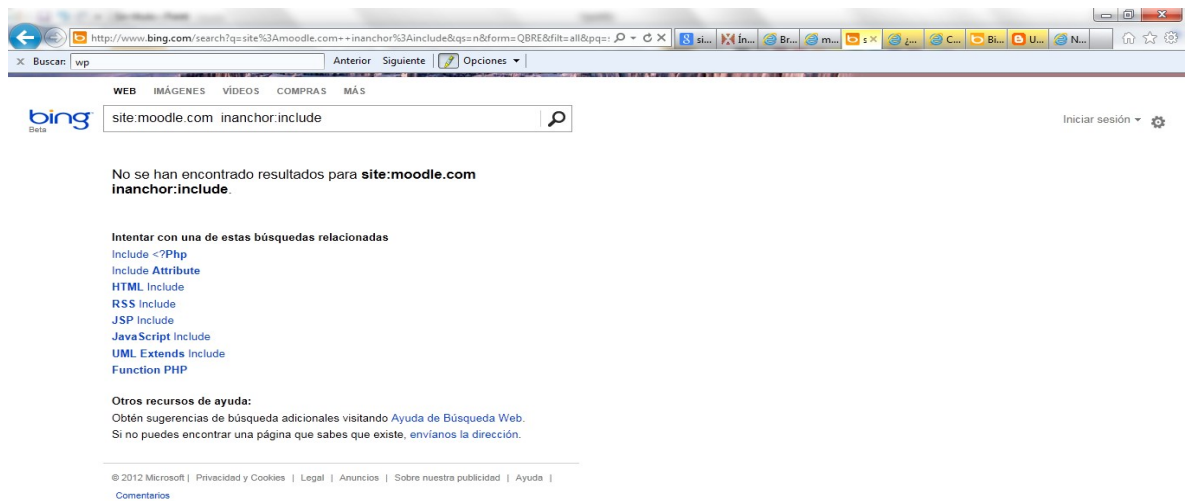 http://www.bing.com/search?q=site%3Amoodle.com++inanchor%3Ainclude&qs=n&form=QBRE&filt=all&pq=:
si... Ín... Br... m... s ¿... C... Bi... U... N...
× Buscar: wp Anterior Siguiente Opciones
WEB IMÁGENES VÍDEOS COMPRAS MÁS
bing site:moodle.com inanchor:include Iniciar sesión
Beta
No se han encontrado resultados para site:moodle.com
inanchor:include.
Intentar con una de estas búsquedas relacionadas
Include <?Php
Include Attribute
HTML Include
RSS Include
JSP Include
JavaScript Include
UML Extends Include
Function PHP
Otros recursos de ayuda:
Obtén sugerencias de búsqueda adicionales visitando Ayuda de Búsqueda Web.
Si no puedes encontrar una página que sabes que existe, envíanos la dirección.
© 2012 Microsoft | Privacidad y Cookies | Legal | Anuncios | Sobre nuestra publicidad | Ayuda |
Comentarios